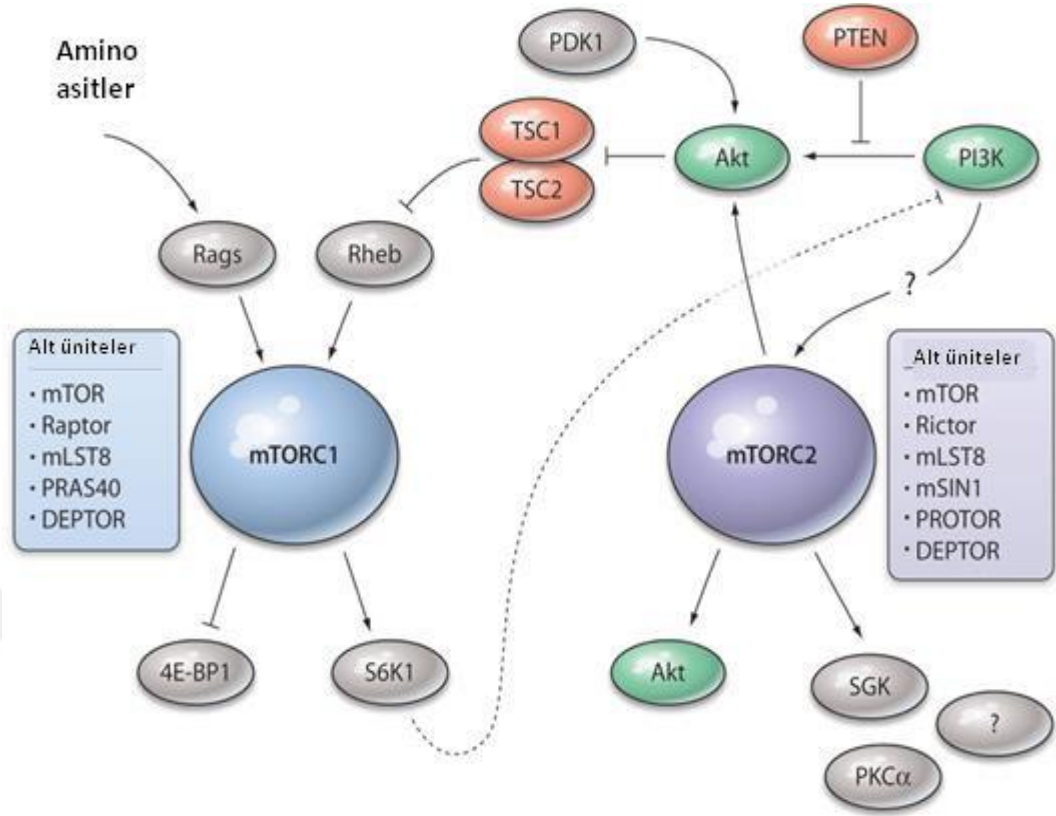 Amino
asitler
PDK1
PTEN
TSC1
TSC2
Akt
PI3K
Rags
Rheb
?
Alt üniteler
• mTOR
• Raptor
• mLST8
• PRAS40
• DEPTOR
mTORC1
mTORC2
Alt üniteler
• mTOR
• Rictor
• mLST8
• mSIN1
• PROTOR
• DEPTOR
4E-BP1
S6K1
Akt
SGK
?
PKCα